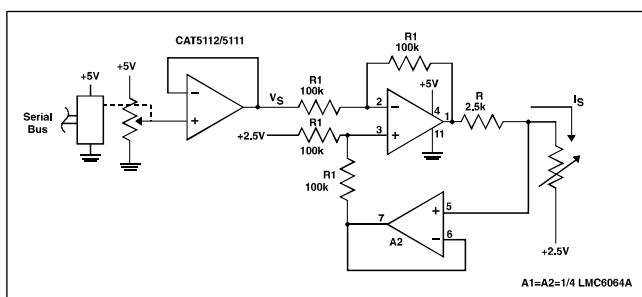 CAT5112/5111
+5V
+5V
Serial
Bus
V_S
R1
100k
R1
100k
+2.5V
R1
100k
R1
100k
+5V
2
3
4
1
11
R
2.5k
I_S
5
6
7
A2
+2.5V
A1=A2=1/4 LMC6064A